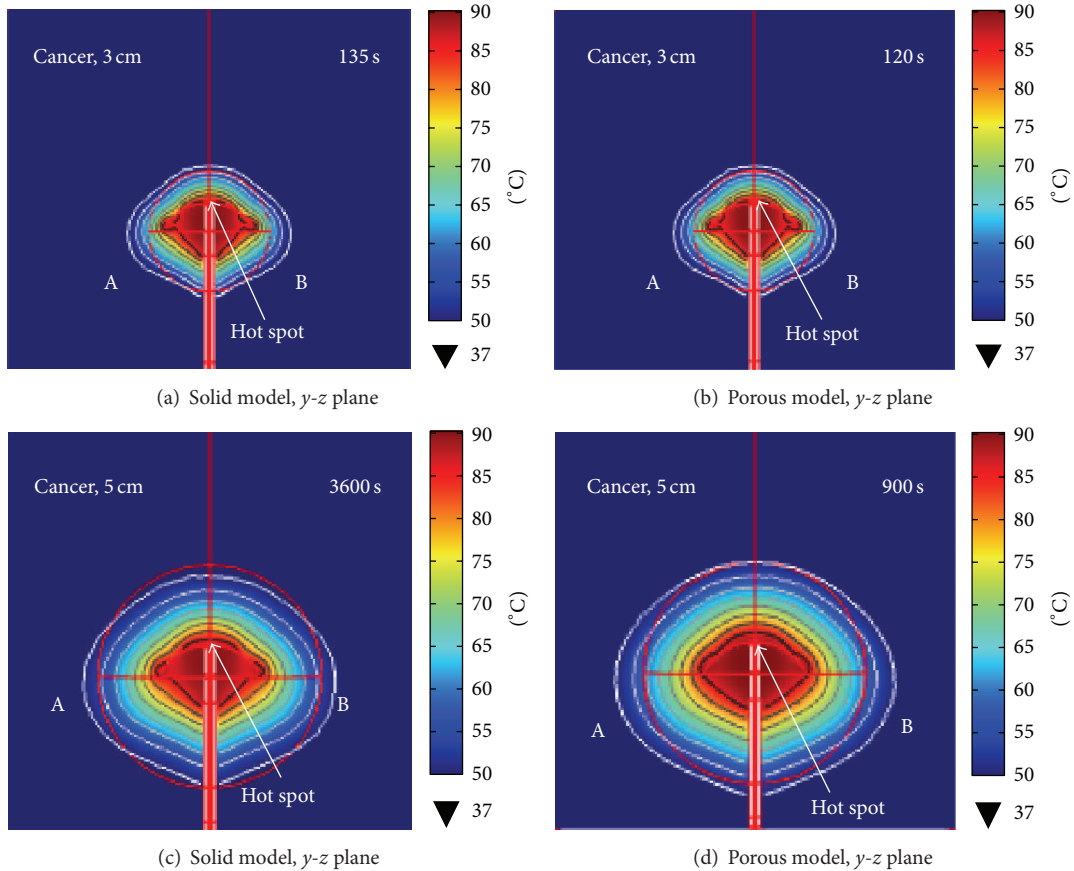 Cancer, 3 cm 135 s
A B
Hot spot
90
85
80
75
70
65
60
55
50
(°C)
37
(a) Solid model, y-z plane
Cancer, 3 cm 120 s
A B
Hot spot
90
85
80
75
70
65
60
55
50
(°C)
37
(b) Porous model, y-z plane
Cancer, 5 cm 3600 s
A B
Hot spot
90
85
80
75
70
65
60
55
50
(°C)
37
(c) Solid model, y-z plane
Cancer, 5 cm 900 s
A B
Hot spot
90
85
80
75
70
65
60
55
50
(°C)
37
(d) Porous model, y-z plane